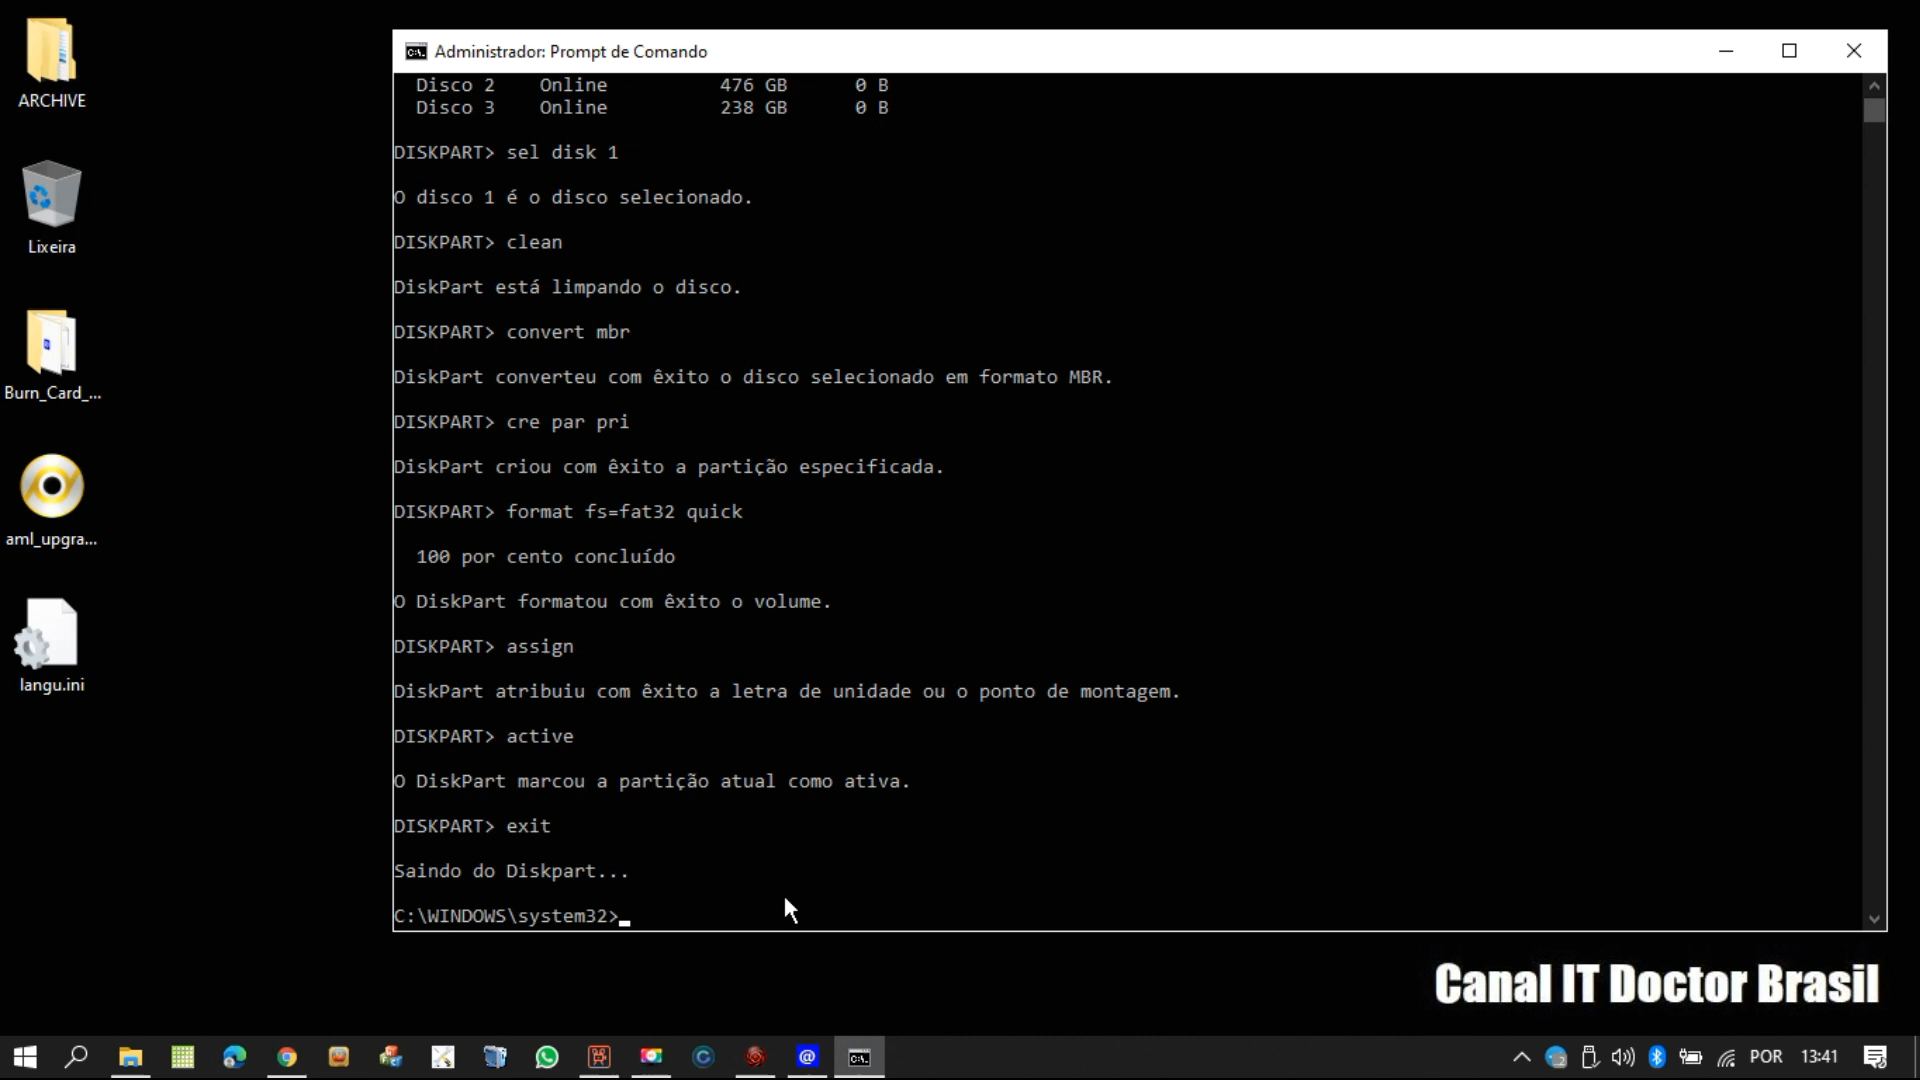 ARCHIVE
Lixeira
Burn_Card_...
aml_upgra...
langu.ini
Administrador: Prompt de Comando
Disco 2 Online 476 GB 0 B
Disco 3 Online 238 GB 0 B
DISKPART> sel disk 1
O disco 1 é o disco selecionado.
DISKPART> clean
DiskPart está limpando o disco.
DISKPART> convert mbr
DiskPart converteu com êxito o disco selecionado em formato MBR.
DISKPART> cre par pri
DiskPart criou com êxito a partição especificada.
DISKPART> format fs=fat32 quick
100 por cento concluído
O DiskPart formatou com êxito o volume.
DISKPART> assign
DiskPart atribuiu com êxito a letra de unidade ou o ponto de montagem.
DISKPART> active
O DiskPart marcou a partição atual como ativa.
DISKPART> exit
Saindo do Diskpart...
C:\WINDOWS\system32>
Canal IT Doctor Brasil
POR 13:41